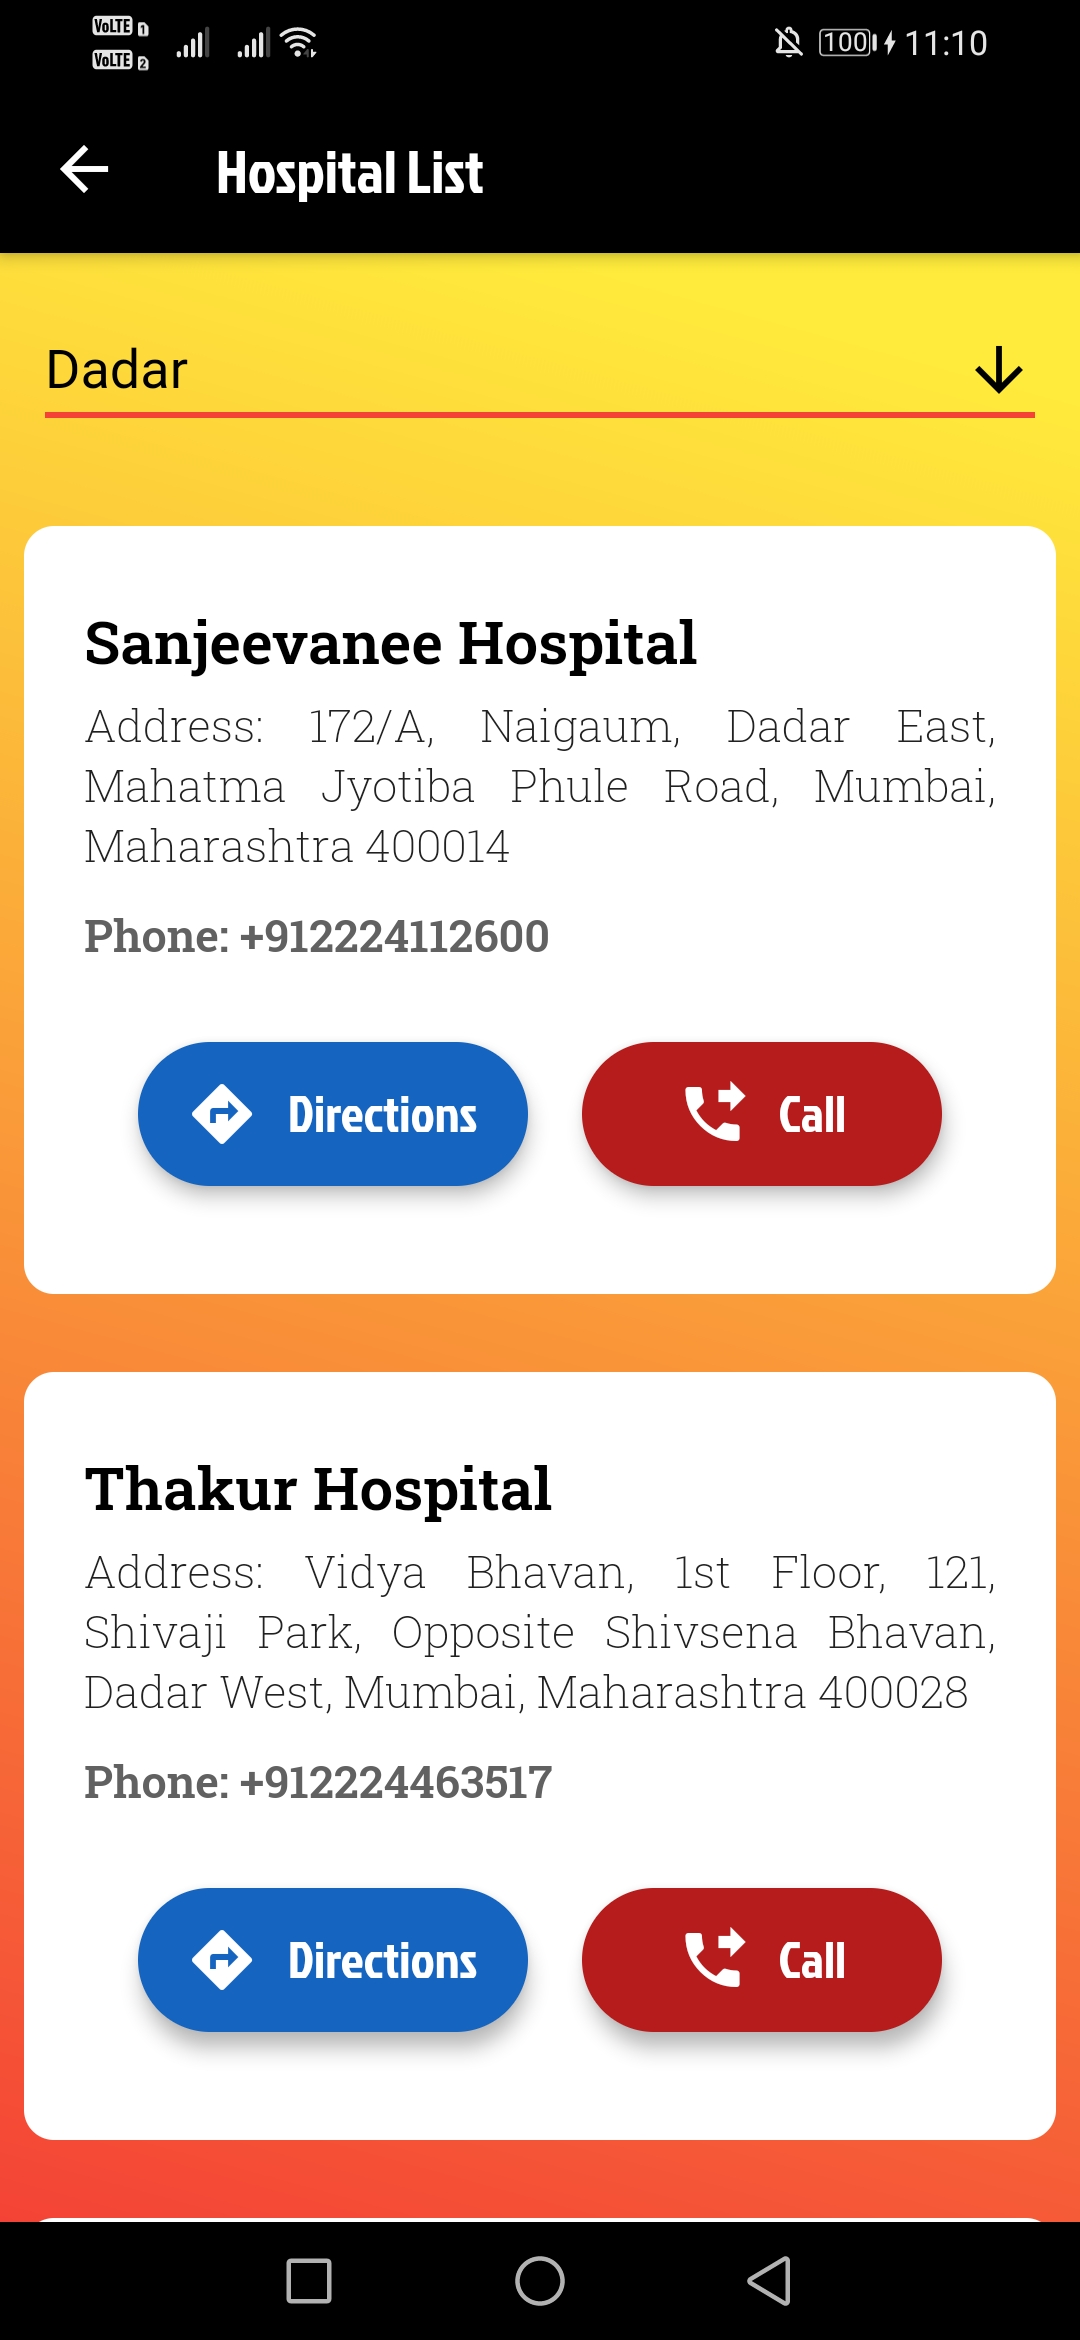 VoLTE 1
VoLTE 2
100
11:10
Hospital List
Dadar
Sanjeevanee Hospital
Address: 172/A, Naigaum, Dadar East,
Mahatma Jyotiba Phule Road, Mumbai,
Maharashtra 400014
Phone: +912224112600
Directions
Call
Thakur Hospital
Address: Vidya Bhavan, 1st Floor, 121,
Shivaji Park, Opposite Shivsena Bhavan,
Dadar West, Mumbai, Maharashtra 400028
Phone: +912224463517
Directions
Call